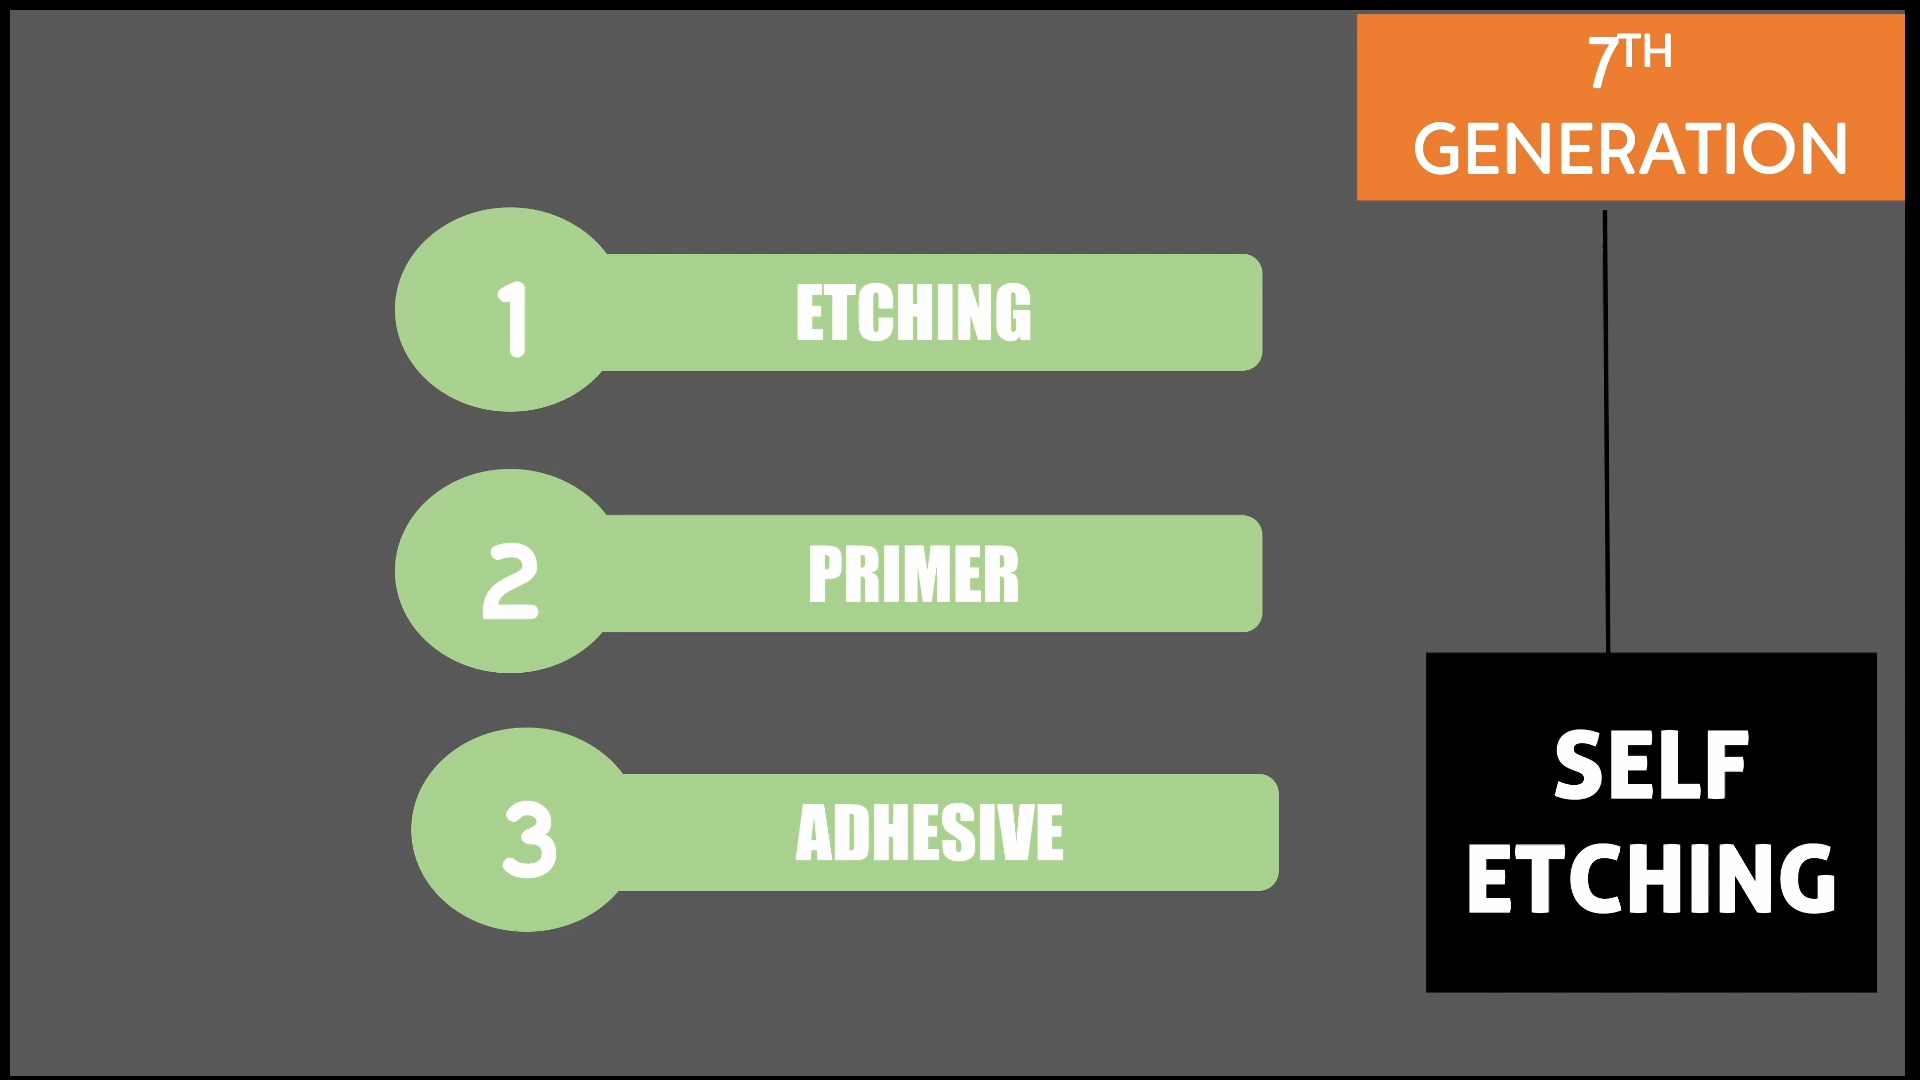 7TH
GENERATION
1 ETCHING
2 PRIMER
3 ADHESIVE
SELF
ETCHING